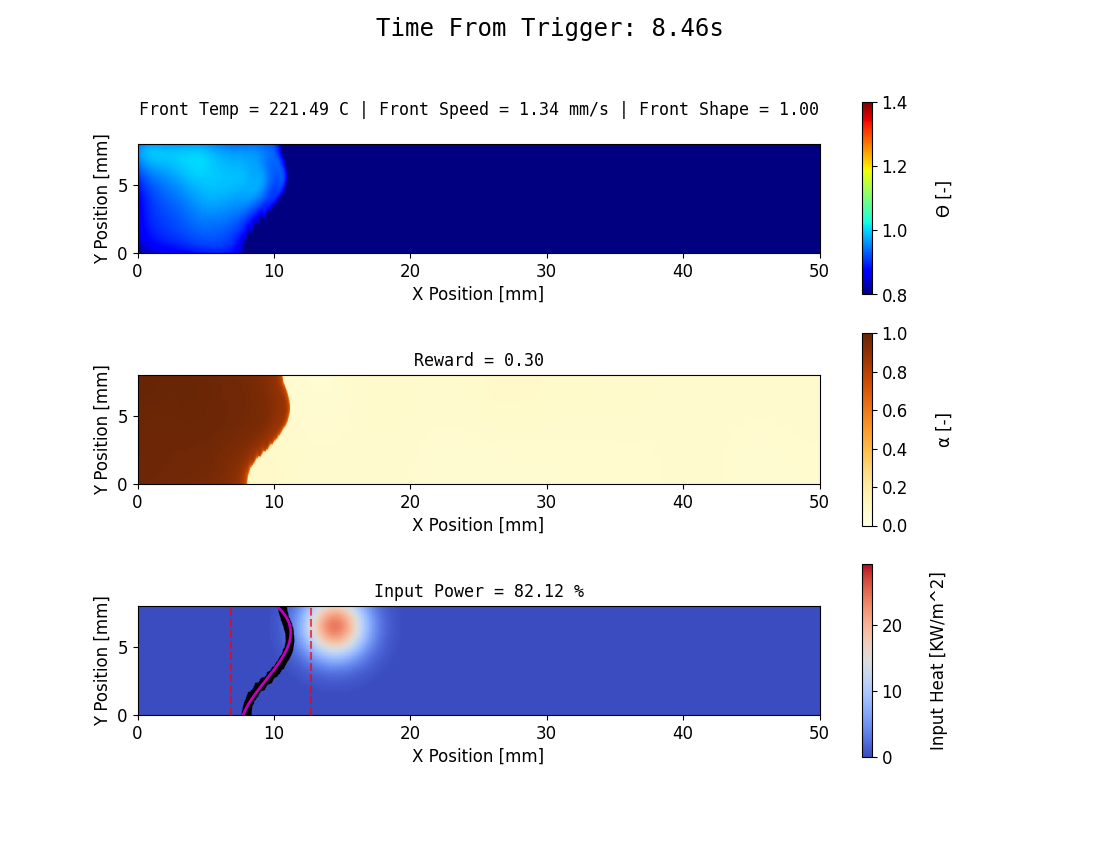 Time From Trigger: 8.46s
Front Temp = 221.49 C | Front Speed = 1.34 mm/s | Front Shape = 1.00
Y Position [mm]
5
0
0 10 20 30 40 50
X Position [mm]
1.4
1.2
1.0
0.8
Θ [-]
Reward = 0.30
Y Position [mm]
5
0
0 10 20 30 40 50
X Position [mm]
1.0
0.8
0.6
0.4
0.2
0.0
α [-]
Input Power = 82.12 %
Y Position [mm]
5
0
0 10 20 30 40 50
X Position [mm]
20
10
0
Input Heat [KW/m^2]